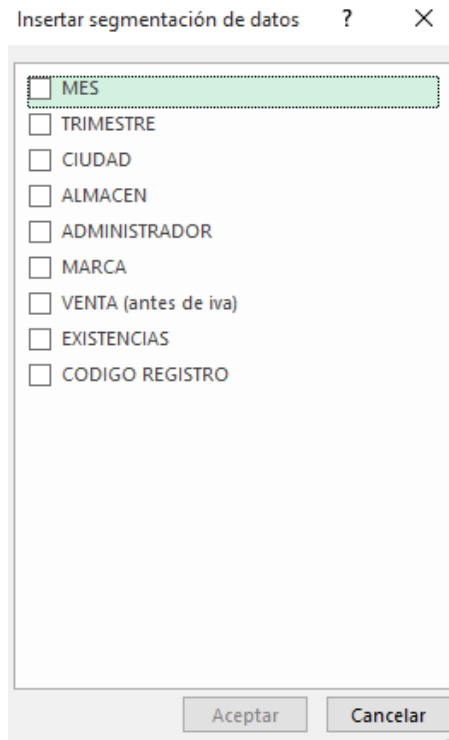 Insertar segmentación de datos ? ×
MES
TRIMESTRE
CIUDAD
ALMACEN
ADMINISTRADOR
MARCA
VENTA (antes de iva)
EXISTENCIAS
CODIGO REGISTRO
Aceptar Cancelar